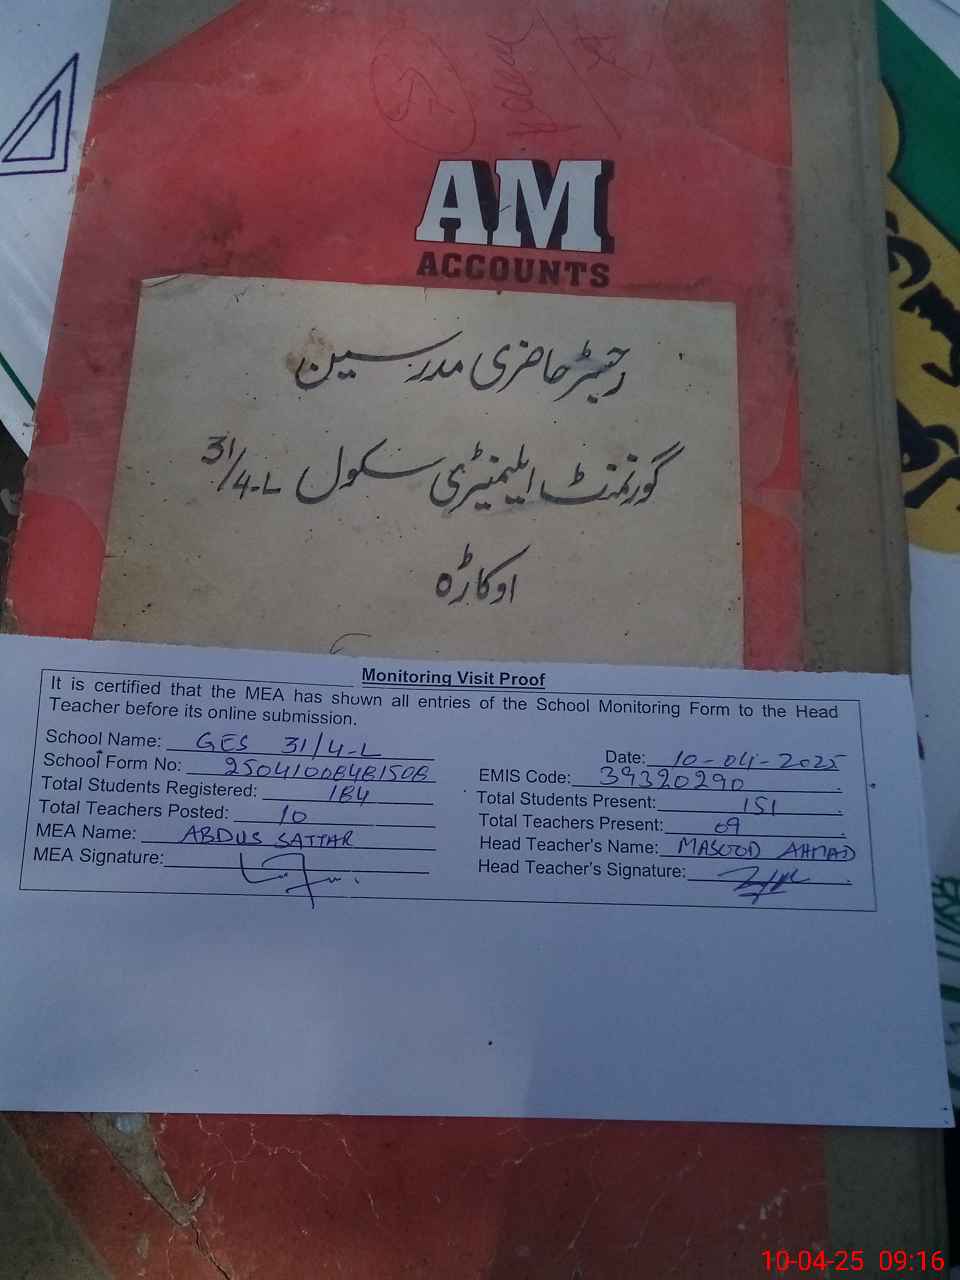 AM
ACCOUNTS
رجسٹر حاضری مدرسین
گورنمنٹ ایلیمنٹری سکول 31/4-L
اوکاڑہ
Monitoring Visit Proof
It is certified that the MEA has shown all entries of the School Monitoring Form to the Head
Teacher before its online submission.
School Name: GES 31/4-L
Date: 10-04-2025
School Form No:
EMIS Code: 39320290
Total Students Registered: 184
Total Students Present: 151
Total Teachers Posted: 10
Total Teachers Present: 09
MEA Name: ABDUS SATTAR
Head Teacher's Name: MASOOD AHMAD
MEA Signature:
Head Teacher's Signature:
10-04-25 09:16